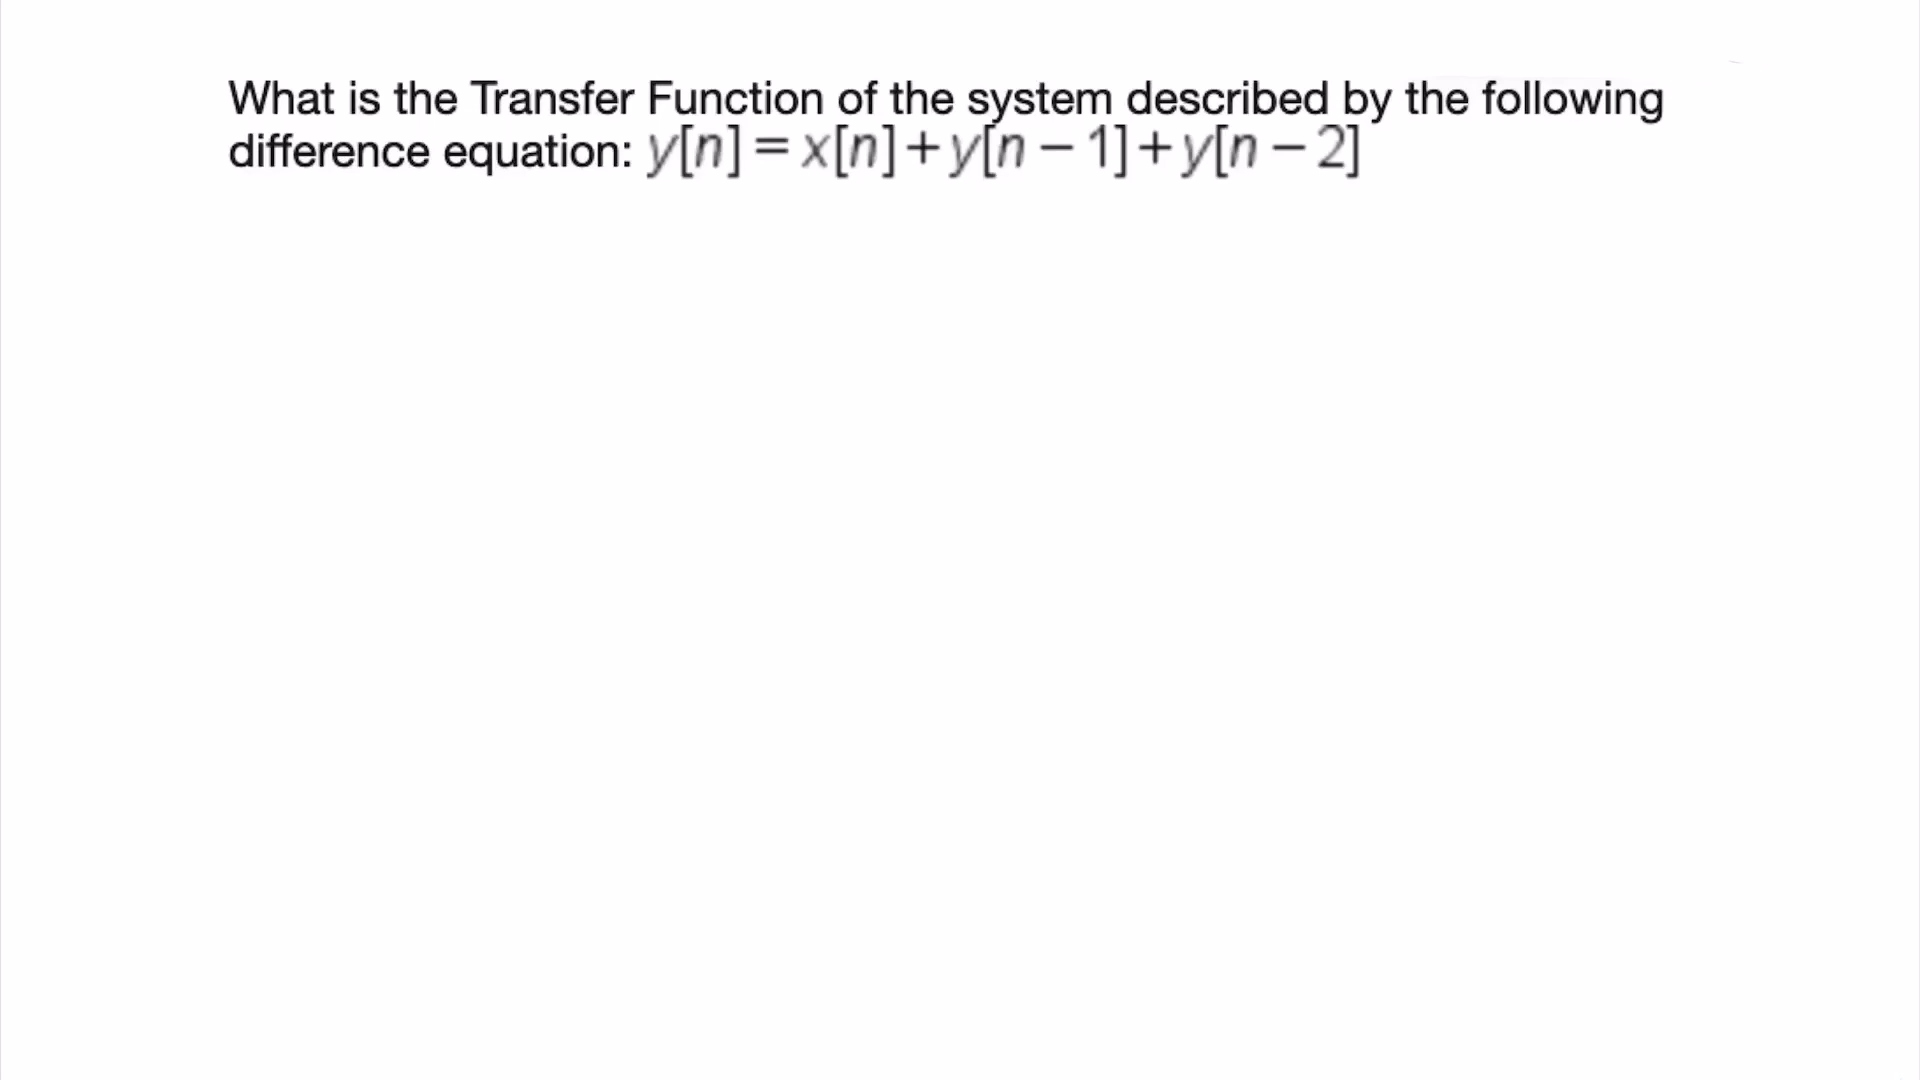 What is the Transfer Function of the system described by the following
difference equation: y[n] = x[n] + y[n − 1] + y[n − 2]